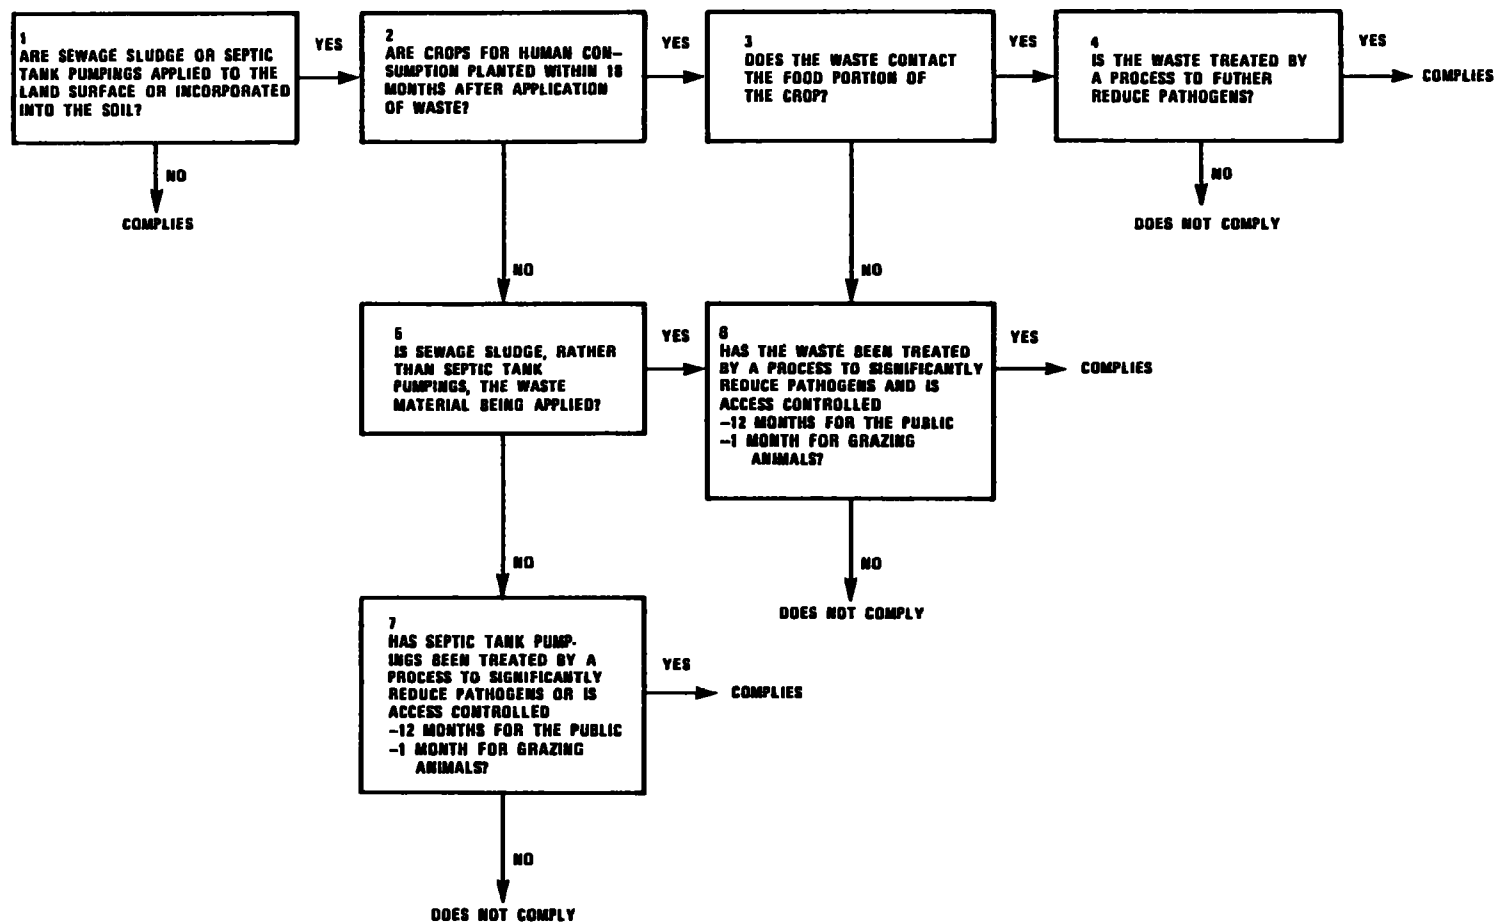 1
ARE SEWAGE SLUDGE OR SEPTIC
TANK PUMPINGS APPLIED TO THE
LAND SURFACE OR INCORPORATED
INTO THE SOIL?
YES
NO
COMPLIES
2
ARE CROPS FOR HUMAN CON-
SUMPTION PLANTED WITHIN 18
MONTHS AFTER APPLICATION
OF WASTE?
YES
NO
3
DOES THE WASTE CONTACT
THE FOOD PORTION OF
THE CROP?
YES
NO
4
IS THE WASTE TREATED BY
A PROCESS TO FUTHER
REDUCE PATHOGENS?
YES
COMPLIES
NO
DOES NOT COMPLY
5
IS SEWAGE SLUDGE, RATHER
THAN SEPTIC TANK
PUMPINGS, THE WASTE
MATERIAL BEING APPLIED?
YES
NO
6
HAS THE WASTE BEEN TREATED
BY A PROCESS TO SIGNIFICANTLY
REDUCE PATHOGENS AND IS
ACCESS CONTROLLED
-12 MONTHS FOR THE PUBLIC
-1 MONTH FOR GRAZING
ANIMALS?
YES
COMPLIES
NO
DOES NOT COMPLY
7
HAS SEPTIC TANK PUMP-
INGS BEEN TREATED BY A
PROCESS TO SIGNIFICANTLY
REDUCE PATHOGENS OR IS
ACCESS CONTROLLED
-12 MONTHS FOR THE PUBLIC
-1 MONTH FOR GRAZING
ANIMALS?
YES
COMPLIES
NO
DOES NOT COMPLY